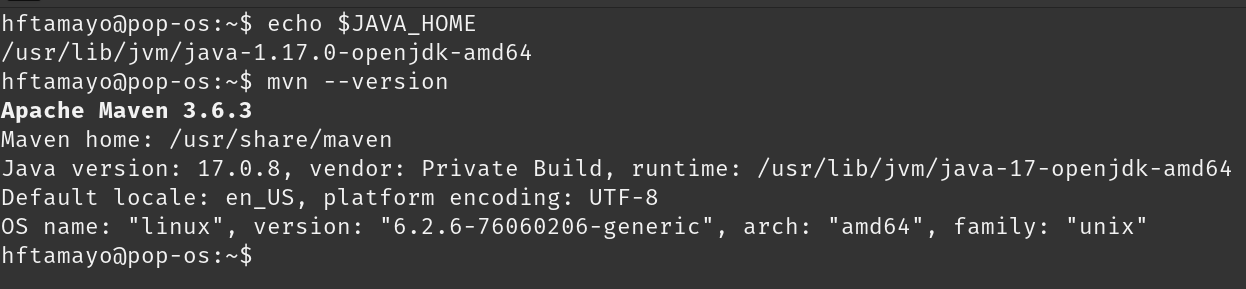 hftamayo@pop-os:~$ echo $JAVA_HOME
/usr/lib/jvm/java-1.17.0-openjdk-amd64
hftamayo@pop-os:~$ mvn --version
Apache Maven 3.6.3
Maven home: /usr/share/maven
Java version: 17.0.8, vendor: Private Build, runtime: /usr/lib/jvm/java-17-openjdk-amd64
Default locale: en_US, platform encoding: UTF-8
OS name: "linux", version: "6.2.6-76060206-generic", arch: "amd64", family: "unix"
hftamayo@pop-os:~$